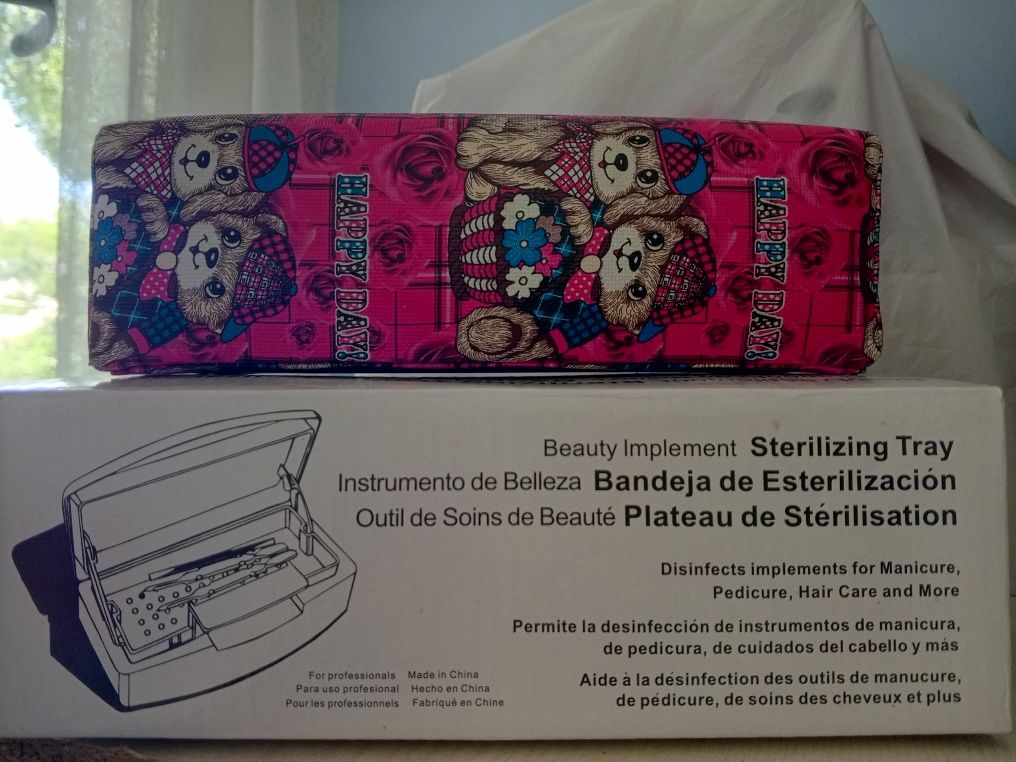 HAPPY DAY!
HAPPY DAY!
Beauty Implement Sterilizing Tray
Instrumento de Belleza Bandeja de Esterilización
Outil de Soins de Beauté Plateau de Stérilisation
Disinfects implements for Manicure,
Pedicure, Hair Care and More
Permite la desinfección de instrumentos de manicura,
de pedicura, de cuidados del cabello y más
Aide à la désinfection des outils de manucure,
de pédicure, de soins des cheveux et plus
For professionals Made in China
Para uso profesional Hecho en China
Pour les professionnels Fabriqué en Chine